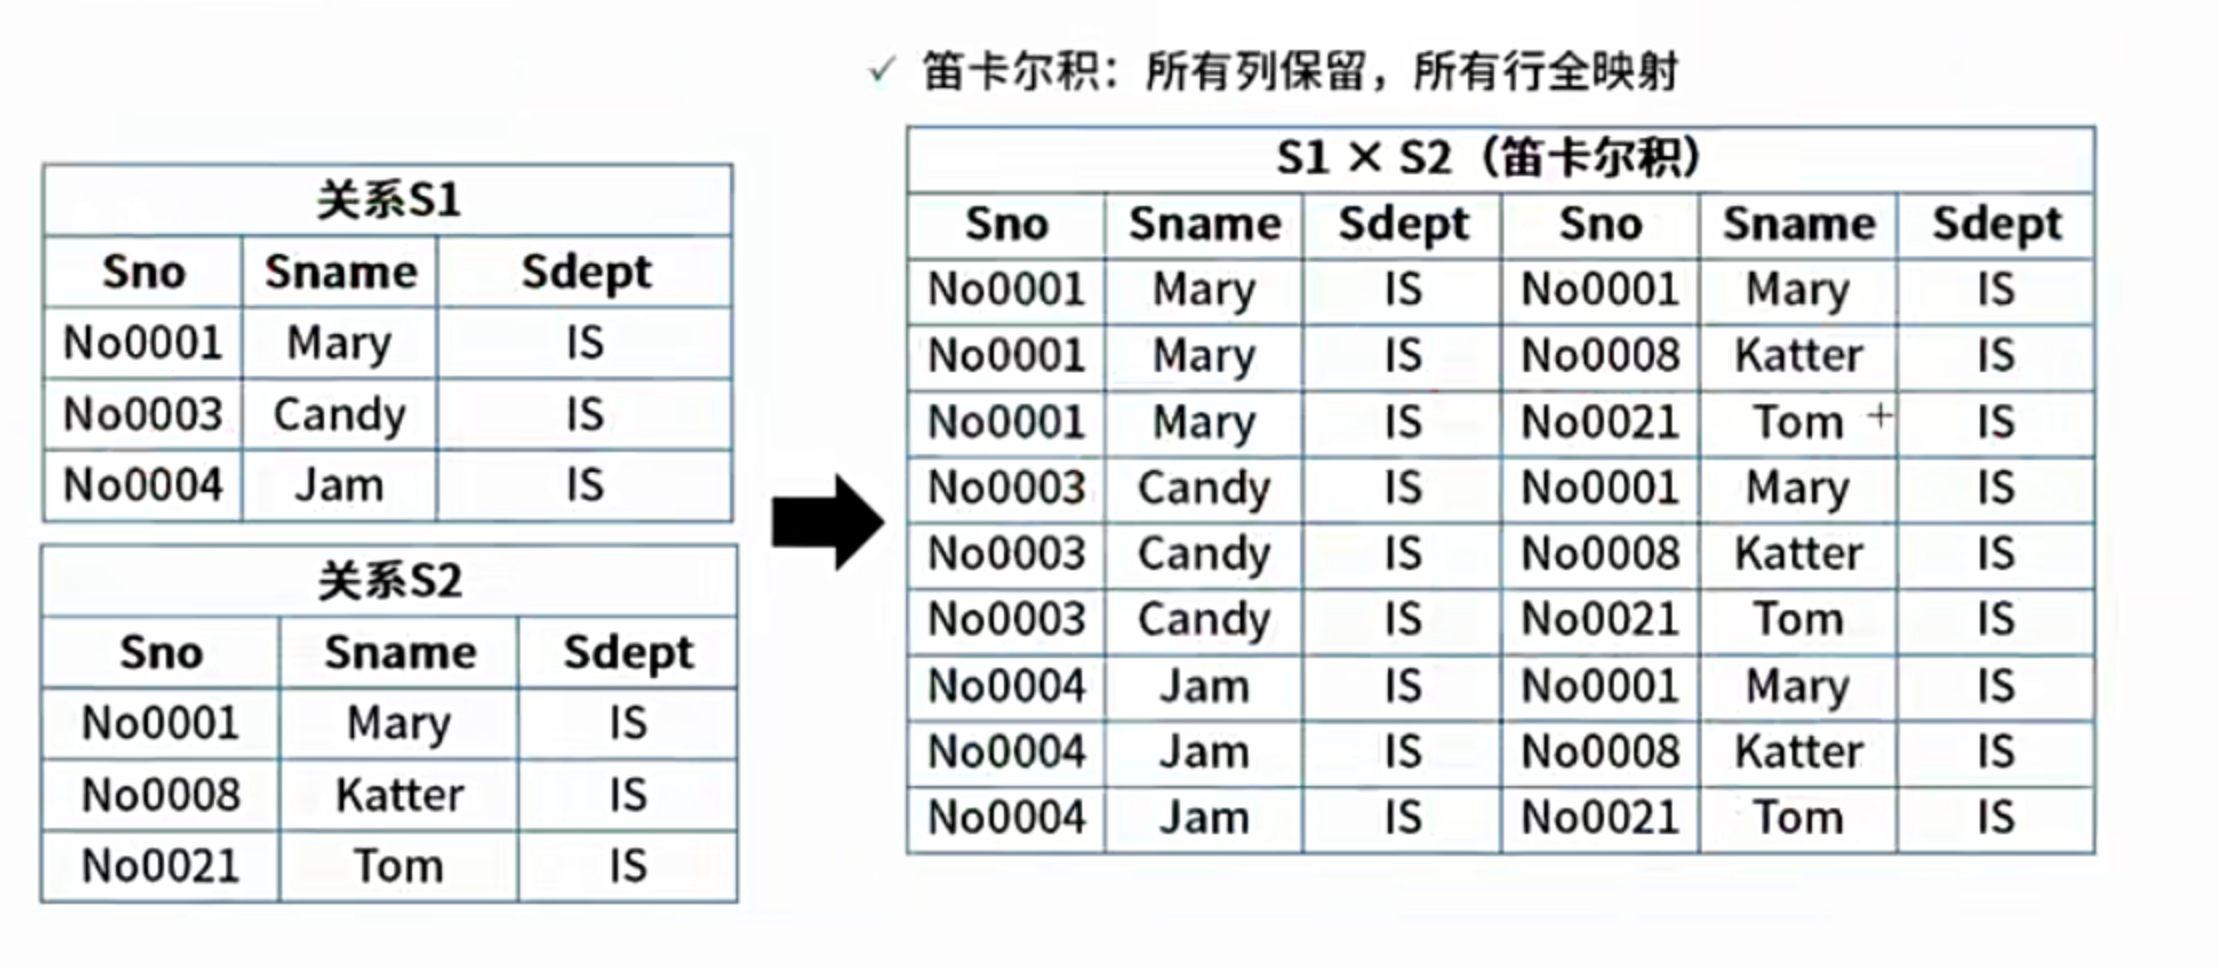 ✓ 笛卡尔积：所有列保留，所有行全映射
关系S1
Sno Sname Sdept
No0001 Mary IS
No0003 Candy IS
No0004 Jam IS
关系S2
Sno Sname Sdept
No0001 Mary IS
No0008 Katter IS
No0021 Tom IS
S1 × S2（笛卡尔积）
Sno Sname Sdept Sno Sname Sdept
No0001 Mary IS No0001 Mary IS
No0001 Mary IS No0008 Katter IS
No0001 Mary IS No0021 Tom IS
No0003 Candy IS No0001 Mary IS
No0003 Candy IS No0008 Katter IS
No0003 Candy IS No0021 Tom IS
No0004 Jam IS No0001 Mary IS
No0004 Jam IS No0008 Katter IS
No0004 Jam IS No0021 Tom IS